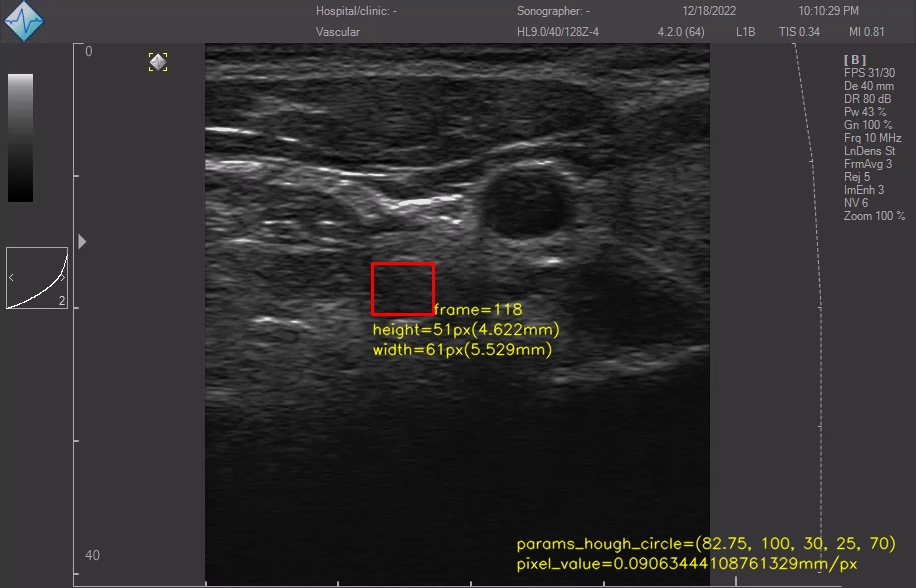 Hospital/clinic: - Sonographer: - 12/18/2022 10:10:29 PM
Vascular HL9.0/40/128Z-4 4.2.0 (64) L1B TIS 0.34 MI 0.81
0
[ B ]
FPS 31/30
De 40 mm
DR 80 dB
Pw 43 %
Gn 100 %
Frq 10 MHz
LnDens St
FrmAvg 3
Rej 5
ImEnh 3
NV 6
Zoom 100 %
2
frame=118
height=51px(4.622mm)
width=61px(5.529mm)
40
params_hough_circle=(82.75, 100, 30, 25, 70)
pixel_value=0.09063444108761329mm/px